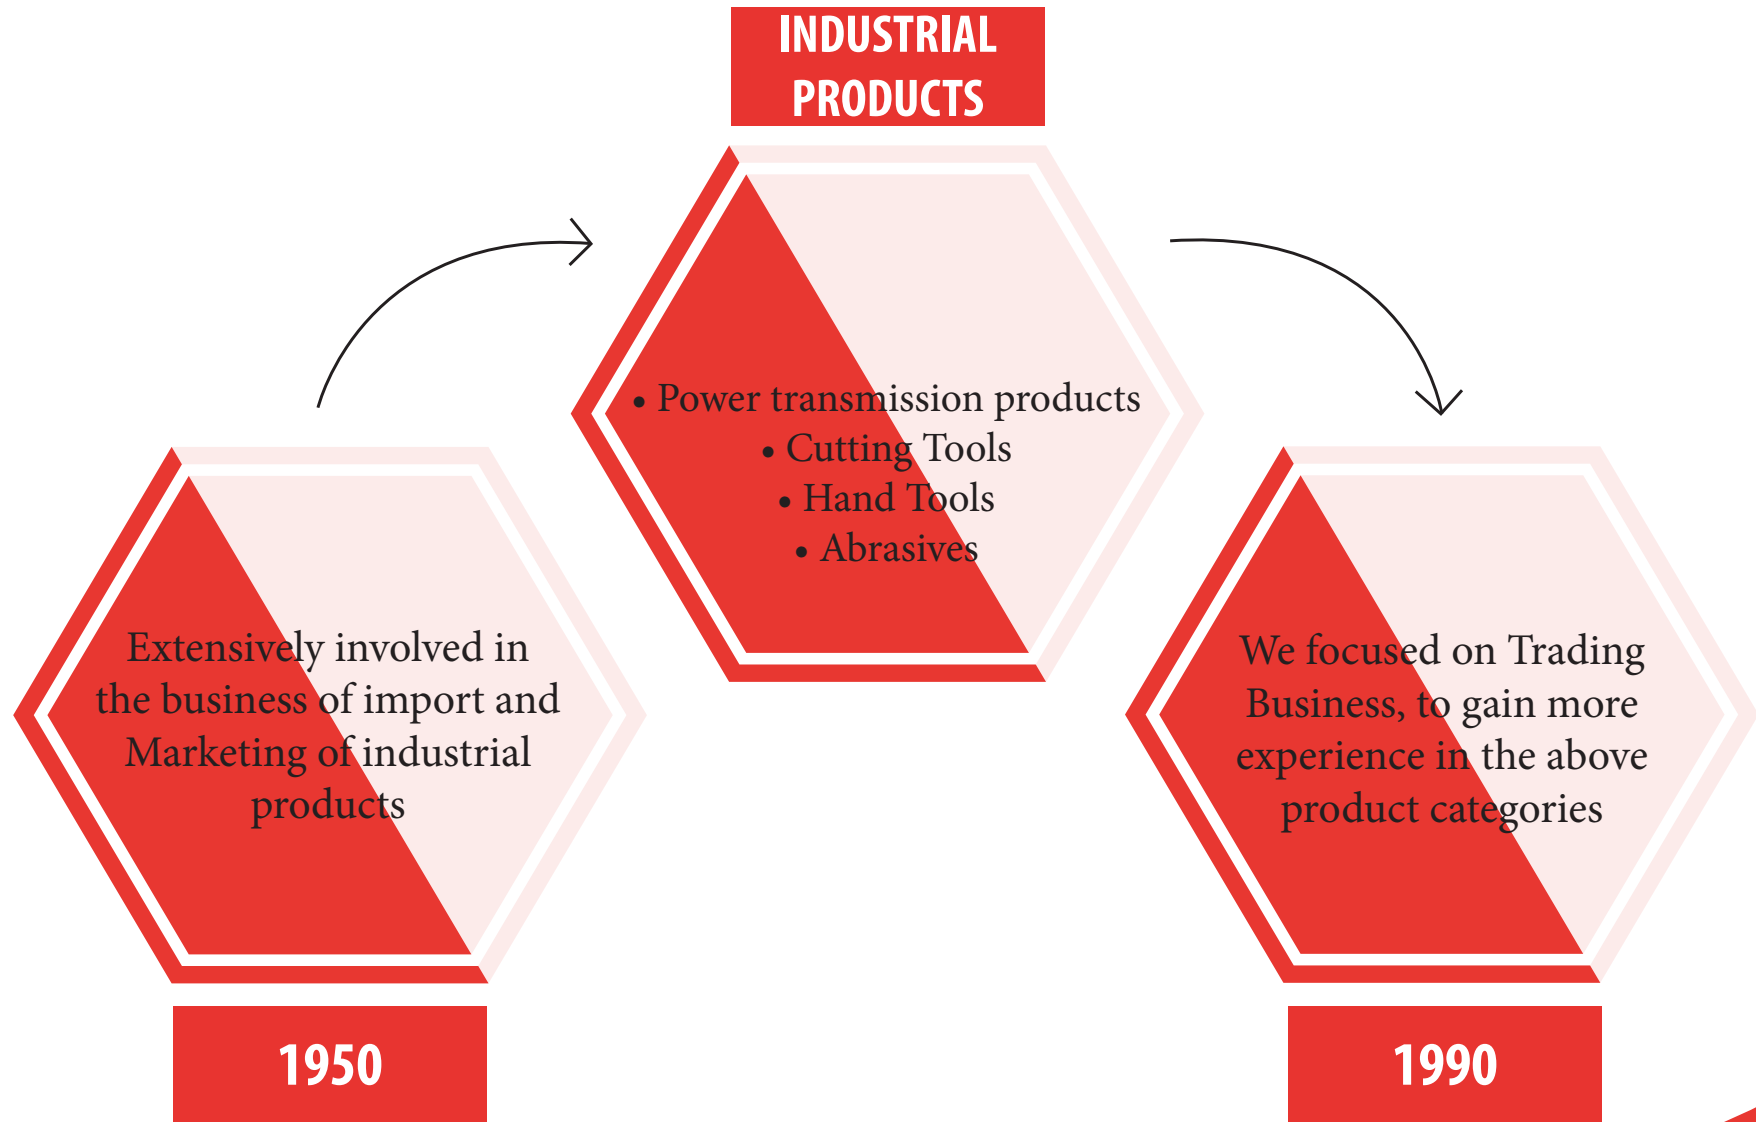 INDUSTRIAL
PRODUCTS
• Power transmission products
• Cutting Tools
• Hand Tools
• Abrasives
Extensively involved in
the business of import and
Marketing of industrial
products
1950
We focused on Trading
Business, to gain more
experience in the above
product categories
1990